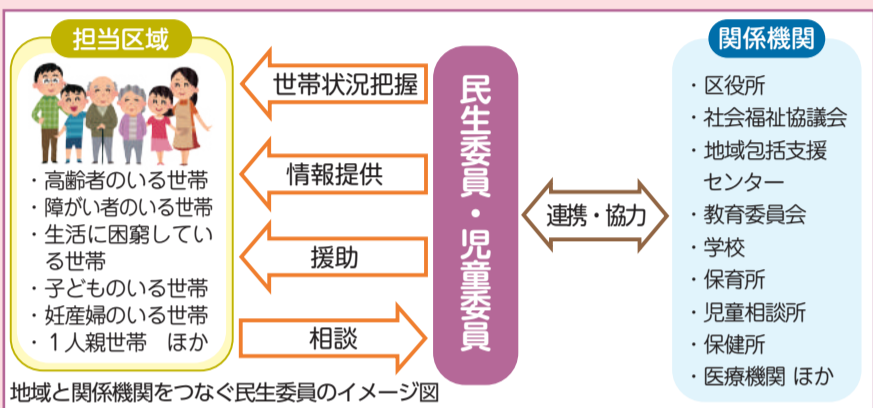 担当区域
・高齢者のいる世帯
・障がい者のいる世帯
・生活に困窮してい
る世帯
・子どものいる世帯
・妊産婦のいる世帯
・１人親世帯　ほか
世帯状況把握
情報提供
援助
相談
民生委員・児童委員
連携・協力
関係機関
・区役所
・社会福祉協議会
・地域包括支援
センター
・教育委員会
・学校
・保育所
・児童相談所
・保健所
・医療機関 ほか
地域と関係機関をつなぐ民生委員のイメージ図